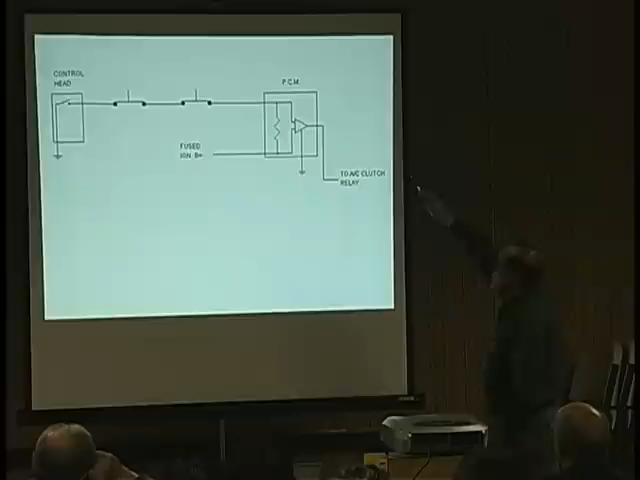 CONTROL
HEAD
P.C.M.
FUSED
IGN B+
TO A/C CLUTCH
RELAY